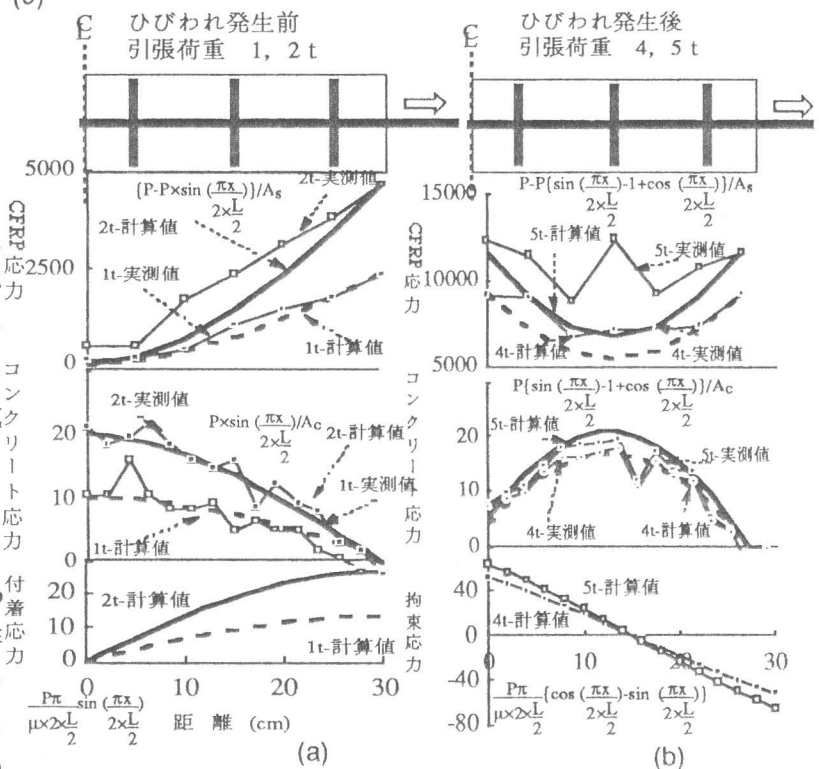 ひびわれ発生前
引張荷重 1, 2 t
5000
2500
0
CFRP応力
{P-P×sin (πx/2×L/2)}/As
2t-実測値
2t-計算値
1t-実測値
1t-計算値
コンクリート応力
20
10
0
2t-実測値
P×sin (πx/2×L/2)/Ac
2t-計算値
1t-実測値
1t-計算値
付着応力
20
10
0
2t-計算値
1t-計算値
0 10 20 30
Pπ/μ×2×L/2 sin (πx/2×L/2)
距 離 (cm)
(a)
ひびわれ発生後
引張荷重 4, 5 t
15000
10000
5000
CFRP応力
P-P{sin (πx/2×L/2)-1+cos (πx/2×L/2)}/As
5t-計算値
5t-実測値
4t-計算値
4t-実測値
コンクリート応力
20
10
0
P{sin (πx/2×L/2)-1+cos (πx/2×L/2)}/Ac
5t-計算値
5t-実測値
4t-実測値
4t-計算値
拘束応力
40
0
-40
-80
5t-計算値
4t-計算値
0 10 20 30
Pπ/μ×2×L/2 {cos (πx/2×L/2)-sin (πx/2×L/2)}
(b)